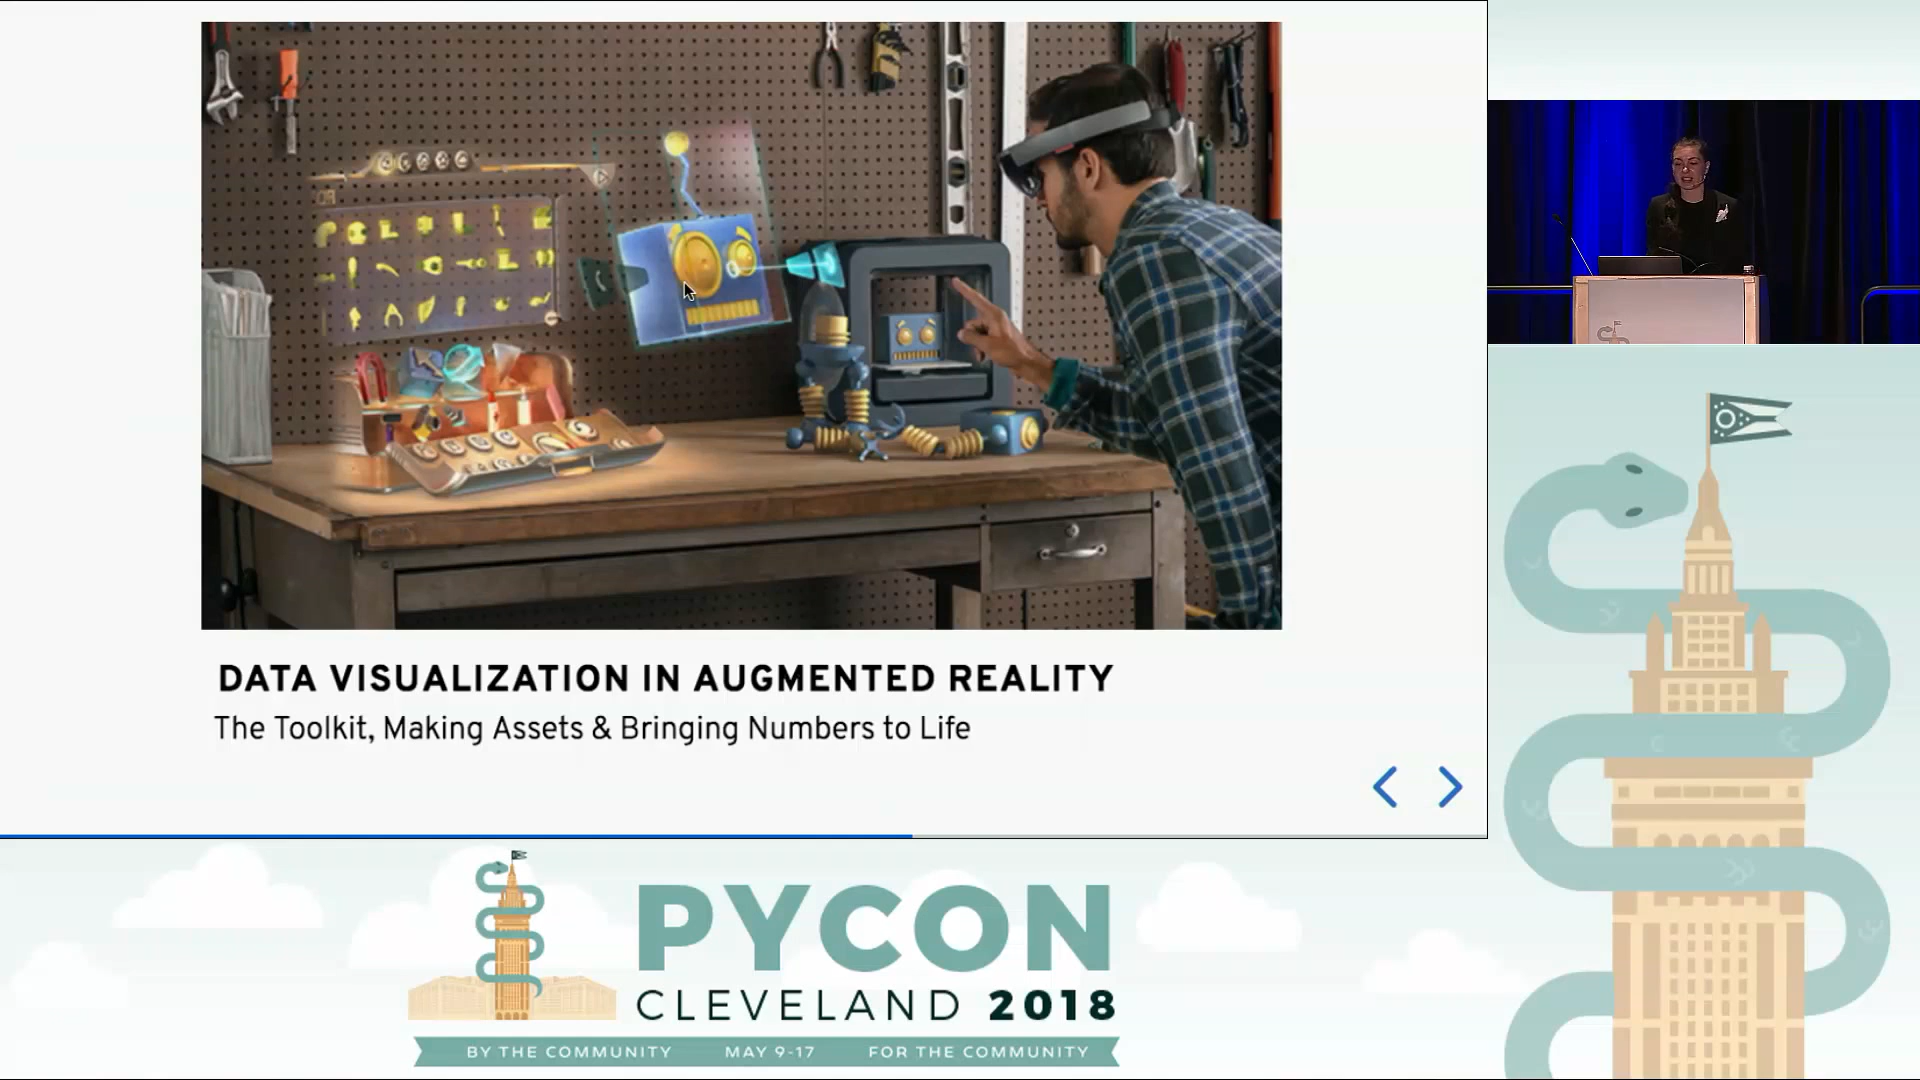 DATA VISUALIZATION IN AUGMENTED REALITY
The Toolkit, Making Assets & Bringing Numbers to Life
PYCON
CLEVELAND 2018
BY THE COMMUNITY MAY 9-17 FOR THE COMMUNITY